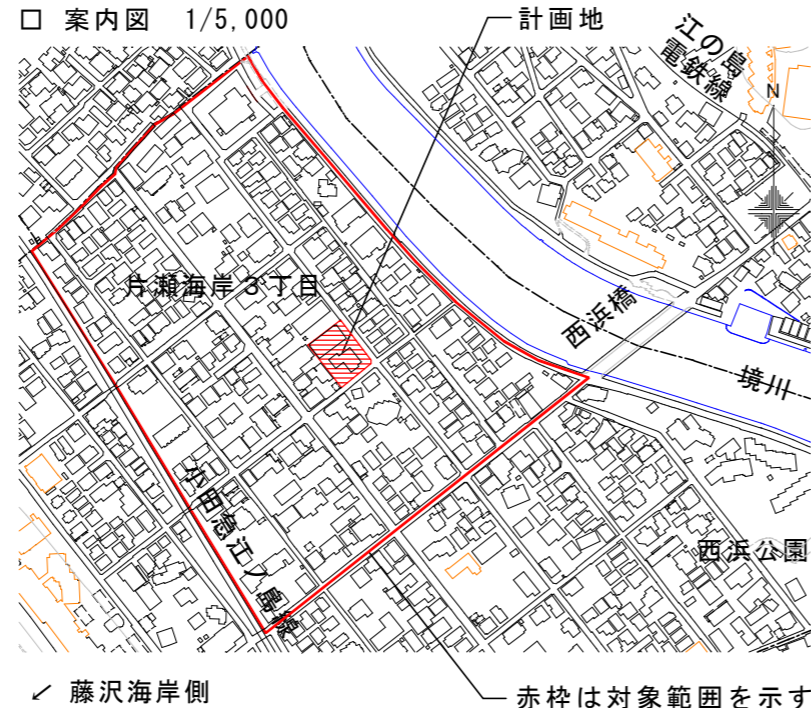 □ 案内図 1/5,000
計画地
江の島
電鉄線
N
片瀬海岸3丁目
西浜橋
境川
小田急江ノ島線
西浜公園
↙ 藤沢海岸側
赤枠は対象範囲を示す